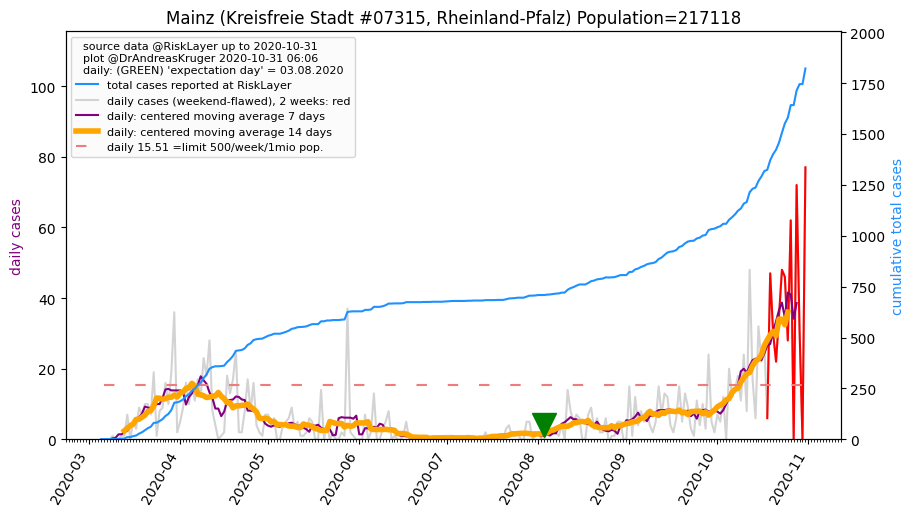 Mainz (Kreisfreie Stadt #07315, Rheinland-Pfalz) Population=217118
source data @RiskLayer up to 2020-10-31
plot @DrAndreasKruger 2020-10-31 06:06
daily: (GREEN) 'expectation day' = 03.08.2020
total cases reported at RiskLayer
daily cases (weekend-flawed), 2 weeks: red
daily: centered moving average 7 days
daily: centered moving average 14 days
daily 15.51 =limit 500/week/1mio pop.
daily cases
100
80
60
40
20
0
cumulative total cases
2000
1750
1500
1250
1000
750
500
250
0
2020-03
2020-04
2020-05
2020-06
2020-07
2020-08
2020-09
2020-10
2020-11